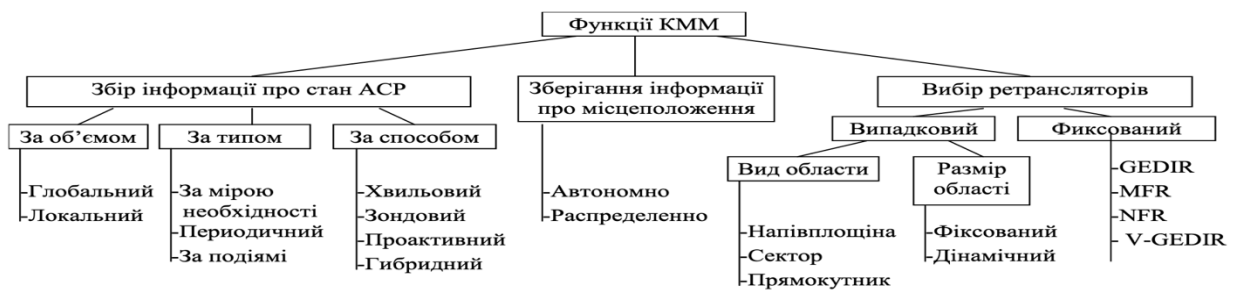 Функції КММ
Збір інформації про стан АСР
Зберігання інформації
про місцеположення
Вибір ретрансляторів
За об’ємом
За типом
За способом
Випадковий
Фиксований
Вид области
Размір
області
-Глобальний
-Локальний
-За мірою
необхідності
-Периодичний
-За подіямі
-Хвильовий
-Зондовий
-Проактивний
-Гибридний
-Автономно
-Распределенно
-Напівплощіна
-Сектор
-Прямокутник
-Фіксований
-Дінамічний
-GEDIR
-MFR
-NFR
- V-GEDIR